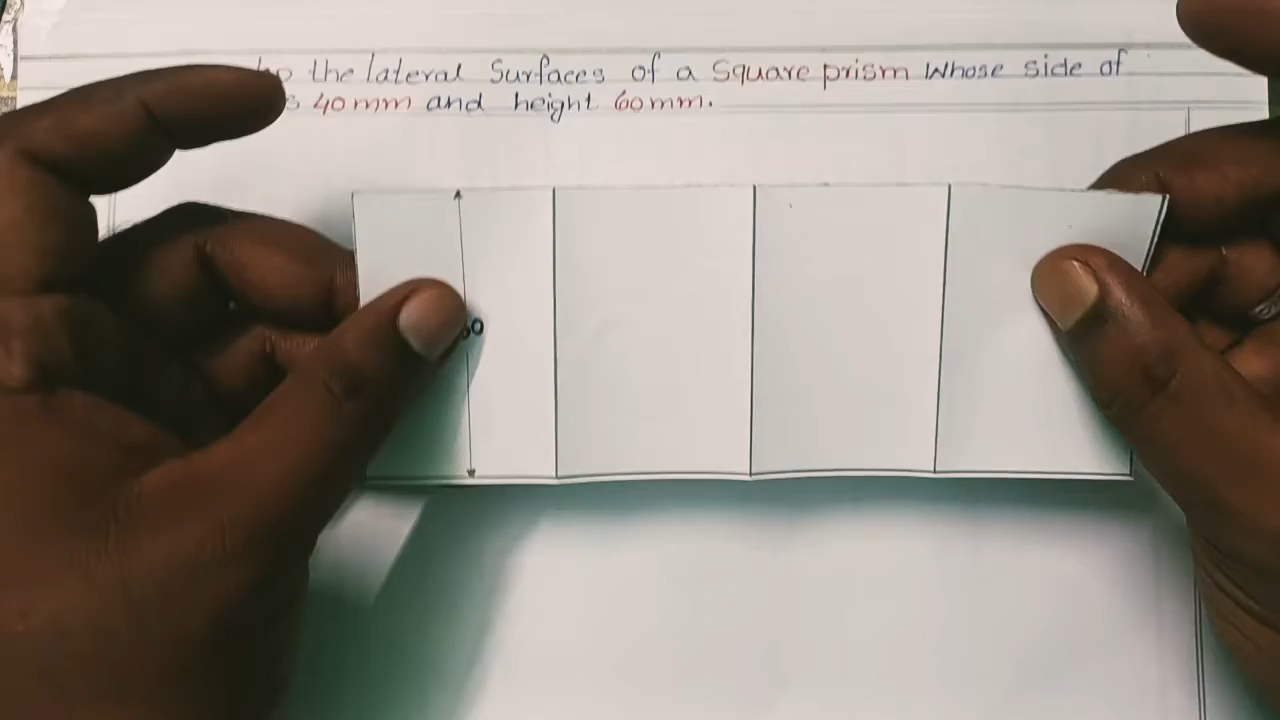 the lateral Surfaces of a Square prism Whose side of
40mm and height 60mm.